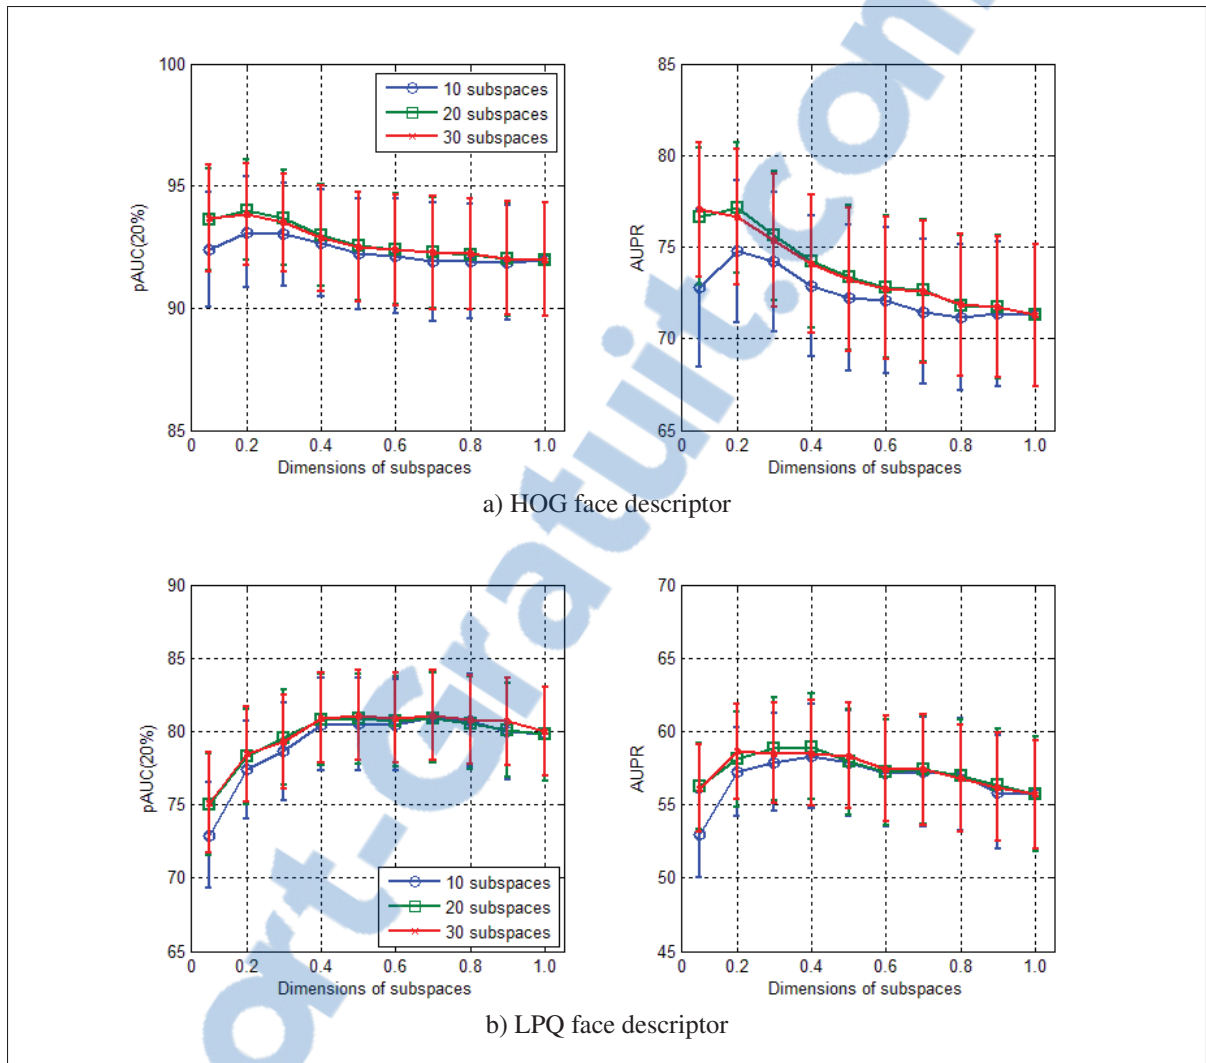 100
95
90
85
pAUC(20%)
10 subspaces
20 subspaces
30 subspaces
0 0.2 0.4 0.6 0.8 1.0
Dimensions of subspaces
85
80
75
70
65
AUPR
0 0.2 0.4 0.6 0.8 1.0
Dimensions of subspaces
a) HOG face descriptor
90
85
80
75
70
65
pAUC(20%)
10 subspaces
20 subspaces
30 subspaces
0 0.2 0.4 0.6 0.8 1.0
Dimensions of subspaces
70
65
60
55
50
45
AUPR
0 0.2 0.4 0.6 0.8 1.0
Dimensions of subspaces
b) LPQ face descriptor
ort-Gratuit.com